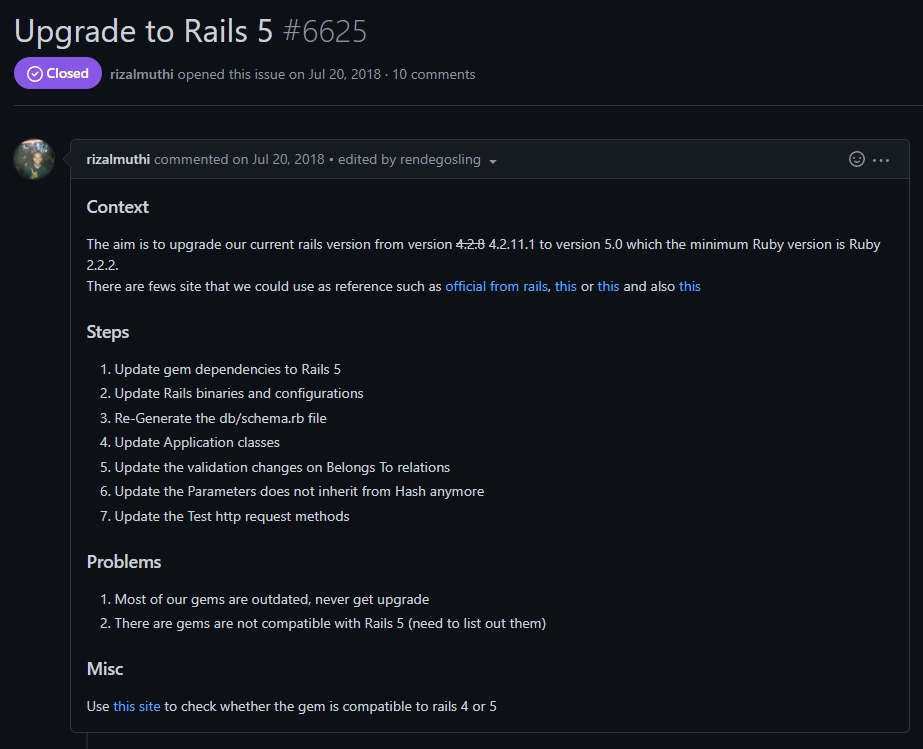 Upgrade to Rails 5 #6625
Closed rizalmuthi opened this issue on Jul 20, 2018 · 10 comments
rizalmuthi commented on Jul 20, 2018 • edited by rendegosling
Context
The aim is to upgrade our current rails version from version 4.2.8 4.2.11.1 to version 5.0 which the minimum Ruby version is Ruby
2.2.2.
There are fews site that we could use as reference such as official from rails, this or this and also this
Steps
1. Update gem dependencies to Rails 5
2. Update Rails binaries and configurations
3. Re-Generate the db/schema.rb file
4. Update Application classes
5. Update the validation changes on Belongs To relations
6. Update the Parameters does not inherit from Hash anymore
7. Update the Test http request methods
Problems
1. Most of our gems are outdated, never get upgrade
2. There are gems are not compatible with Rails 5 (need to list out them)
Misc
Use this site to check whether the gem is compatible to rails 4 or 5